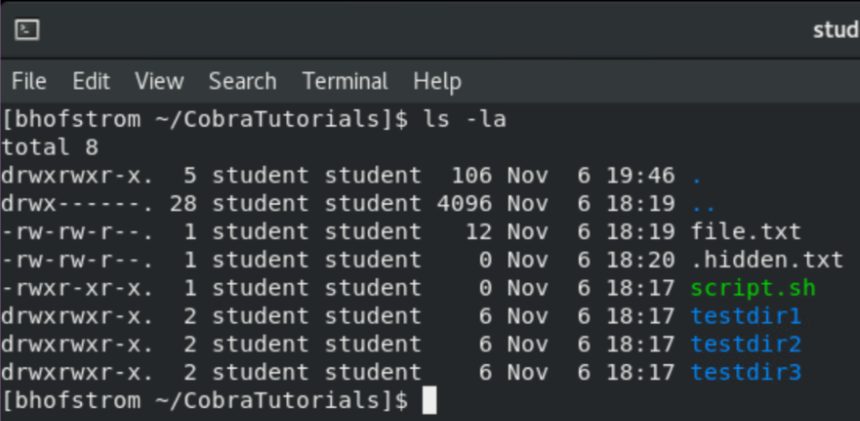 stud
File Edit View Search Terminal Help
[bhofstrom ~/CobraTutorials]$ ls -la
total 8
drwxrwxr-x.  5 student student  106 Nov  6 19:46 .
drwx------. 28 student student 4096 Nov  6 18:19 ..
-rw-rw-r--.  1 student student   12 Nov  6 18:19 file.txt
-rw-rw-r--.  1 student student    0 Nov  6 18:20 .hidden.txt
-rwxr-xr-x.  1 student student    0 Nov  6 18:17 script.sh
drwxrwxr-x.  2 student student    6 Nov  6 18:17 testdir1
drwxrwxr-x.  2 student student    6 Nov  6 18:17 testdir2
drwxrwxr-x.  2 student student    6 Nov  6 18:17 testdir3
[bhofstrom ~/CobraTutorials]$